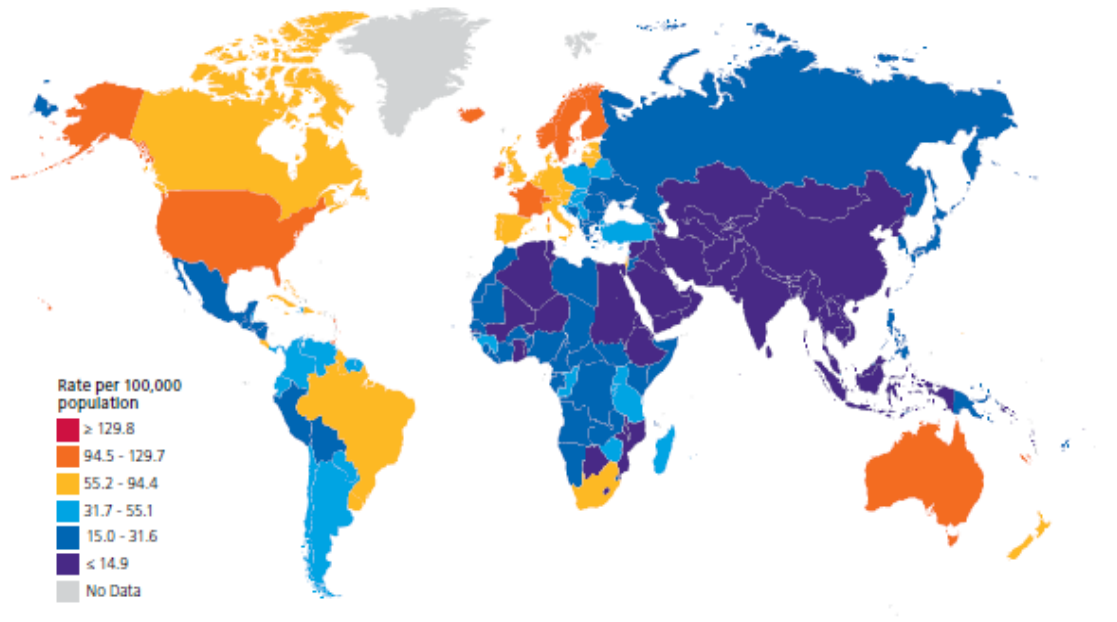 Rate per 100,000
population
≥ 129.8
94.5 - 129.7
55.2 - 94.4
31.7 - 55.1
15.0 - 31.6
≤ 14.9
No Data